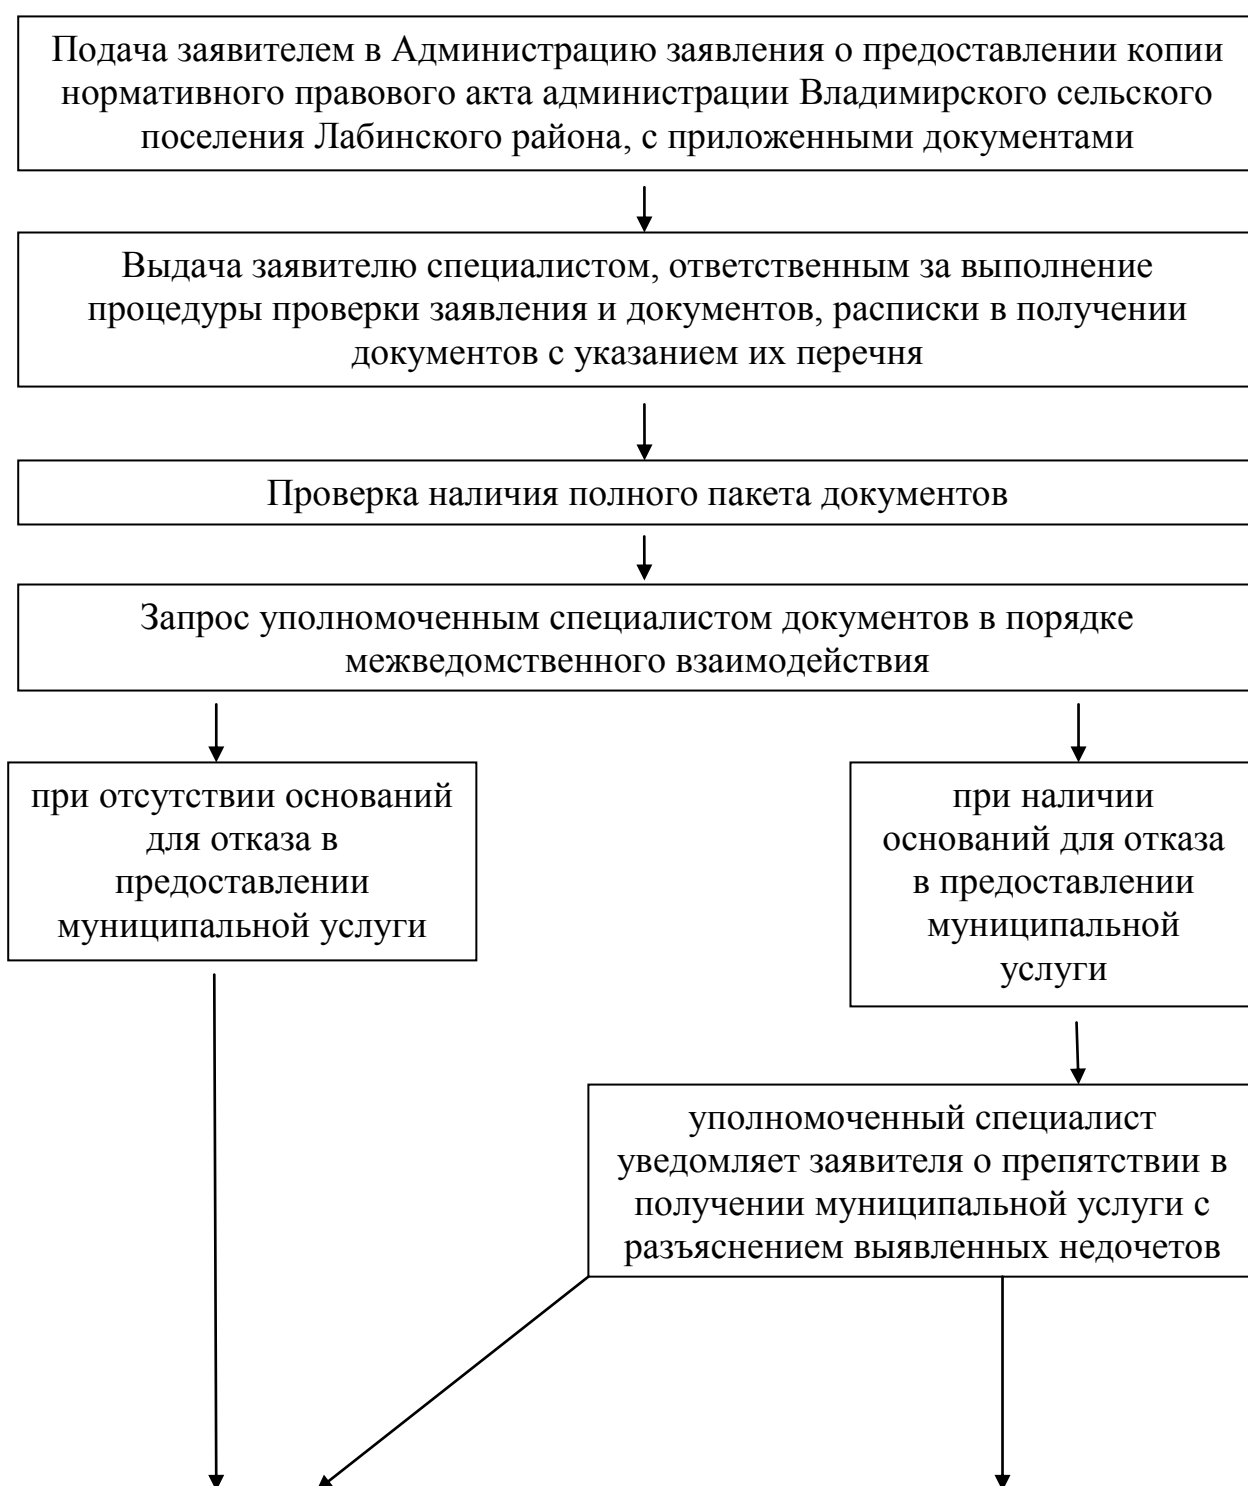 Подача заявителем в Администрацию заявления о предоставлении копии
нормативного правового акта администрации Владимирского сельского
поселения Лабинского района, с приложенными документами
Выдача заявителю специалистом, ответственным за выполнение
процедуры проверки заявления и документов, расписки в получении
документов с указанием их перечня
Проверка наличия полного пакета документов
Запрос уполномоченным специалистом документов в порядке
межведомственного взаимодействия
при отсутствии оснований
для отказа в
предоставлении
муниципальной услуги
при наличии
оснований для отказа
в предоставлении
муниципальной
услуги
уполномоченный специалист
уведомляет заявителя о препятствии в
получении муниципальной услуги с
разъяснением выявленных недочетов